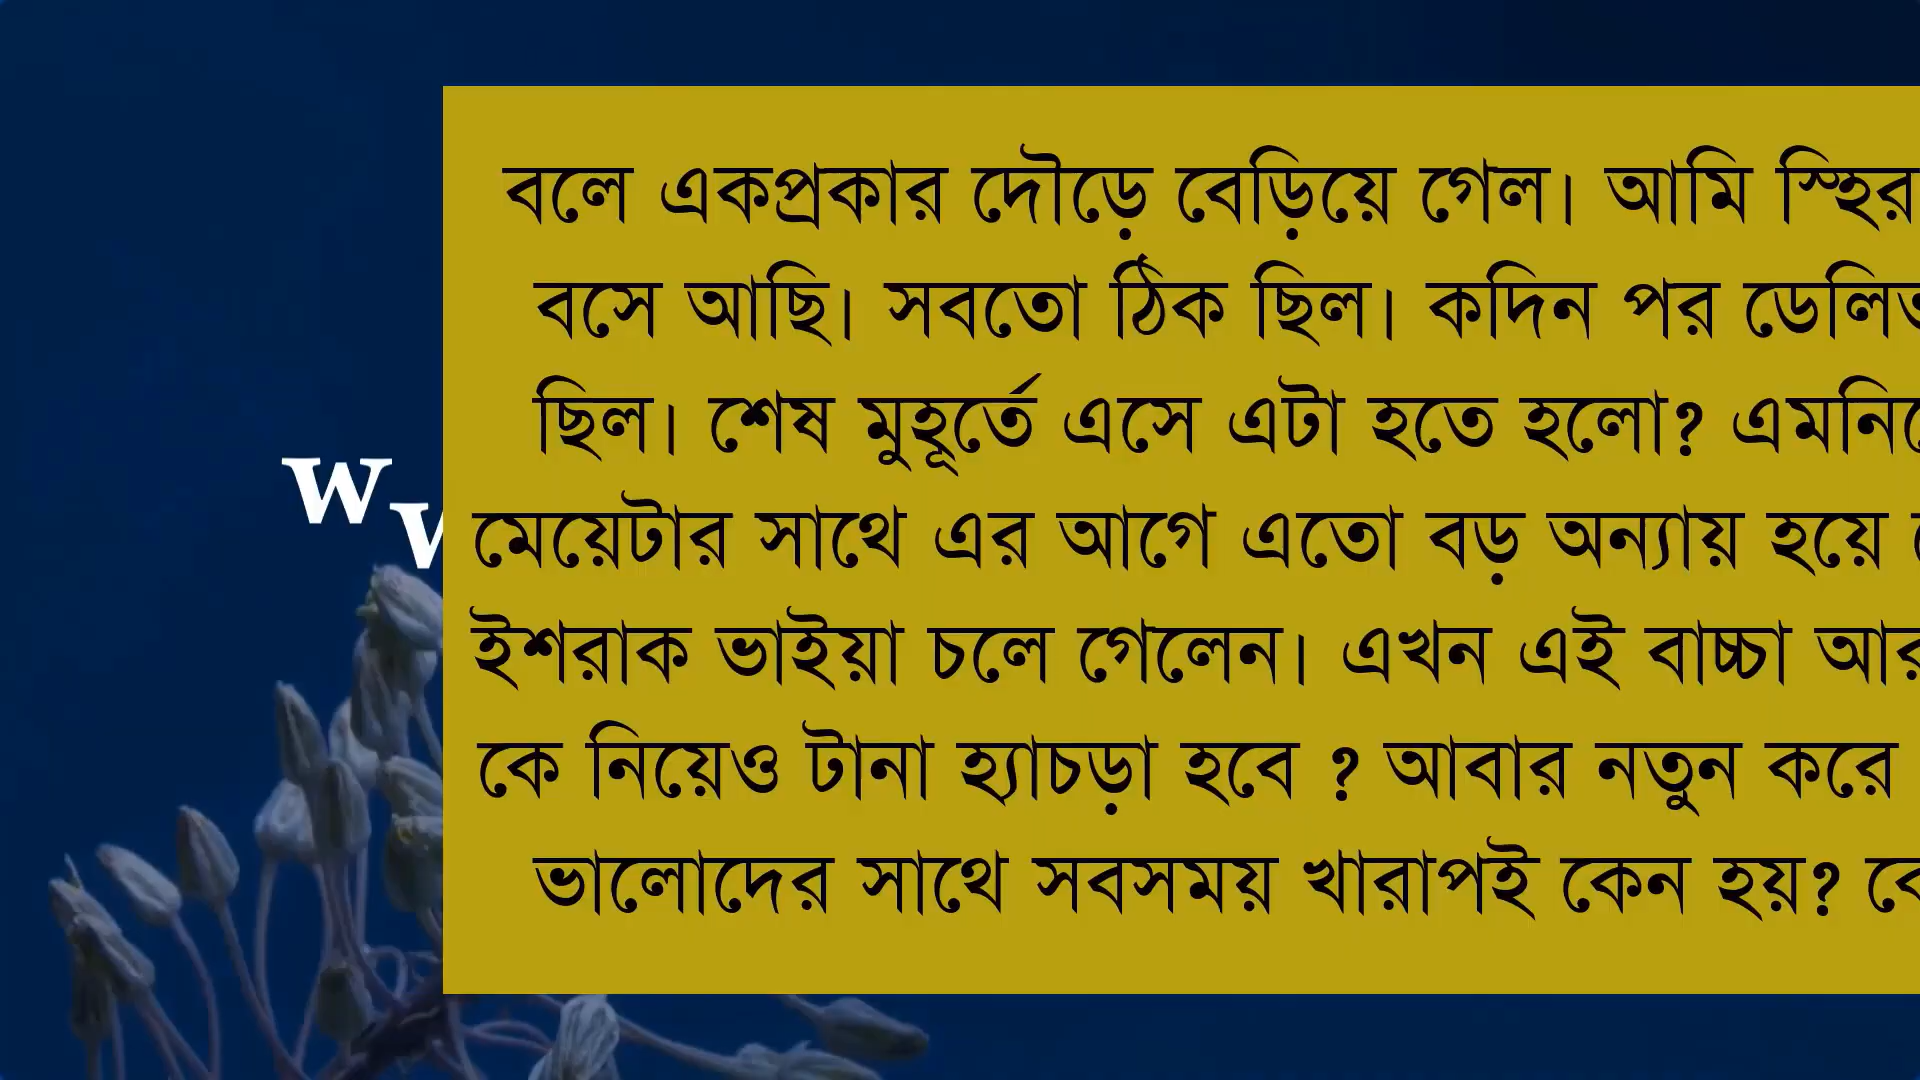 w
বলে একপ্রকার দৌড়ে বেড়িয়ে গেল। আমি স্হির
বসে আছি। সবতো ঠিক ছিল। কদিন পর
ছিল। শেষ মুহূর্তে এসে এটা হতে হলো?
মেয়েটার সাথে এর আগে এতো বড় অন্যায় হয়ে
ইশরাক ভাইয়া চলে গেলেন। এখন এই বাচ্চা
কে নিয়েও টানা হ্যাচড়া হবে ? আবার নতুন করে
ভালোদের সাথে সবসময় খারাপই কেন হয়?